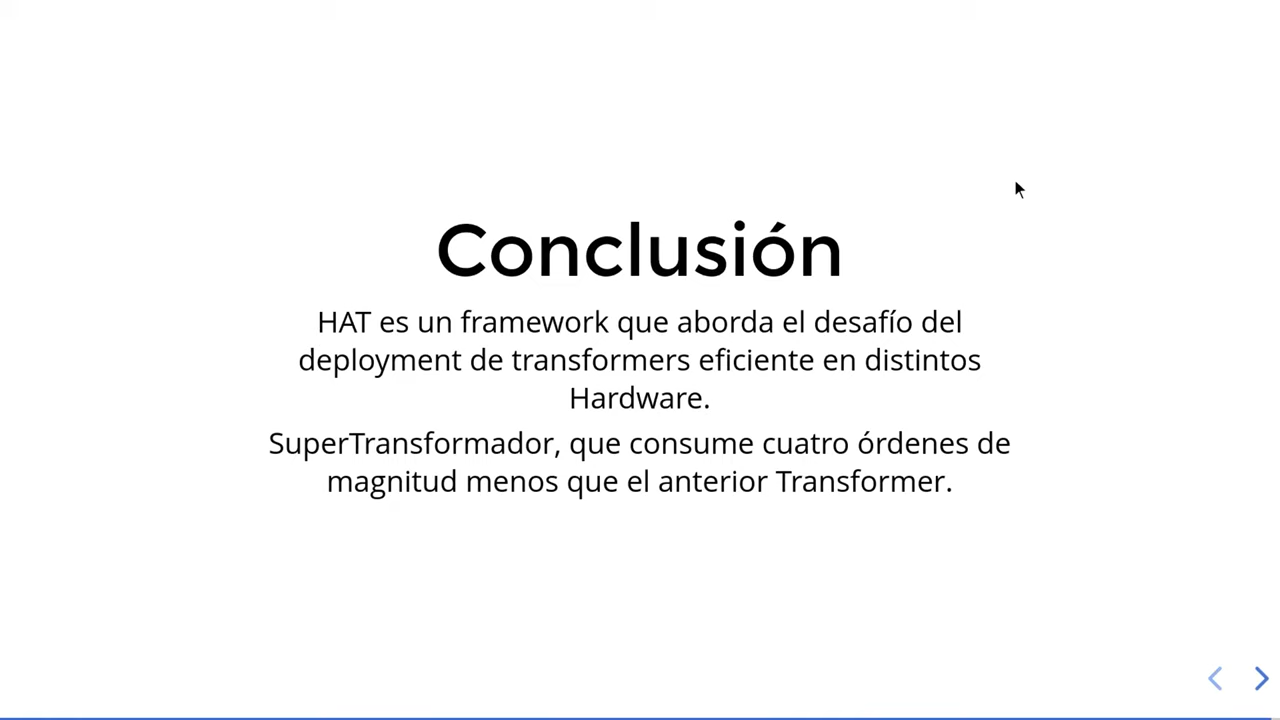 Conclusión
HAT es un framework que aborda el desafío del
deployment de transformers eficiente en distintos
Hardware.
SuperTransformador, que consume cuatro órdenes de
magnitud menos que el anterior Transformer.